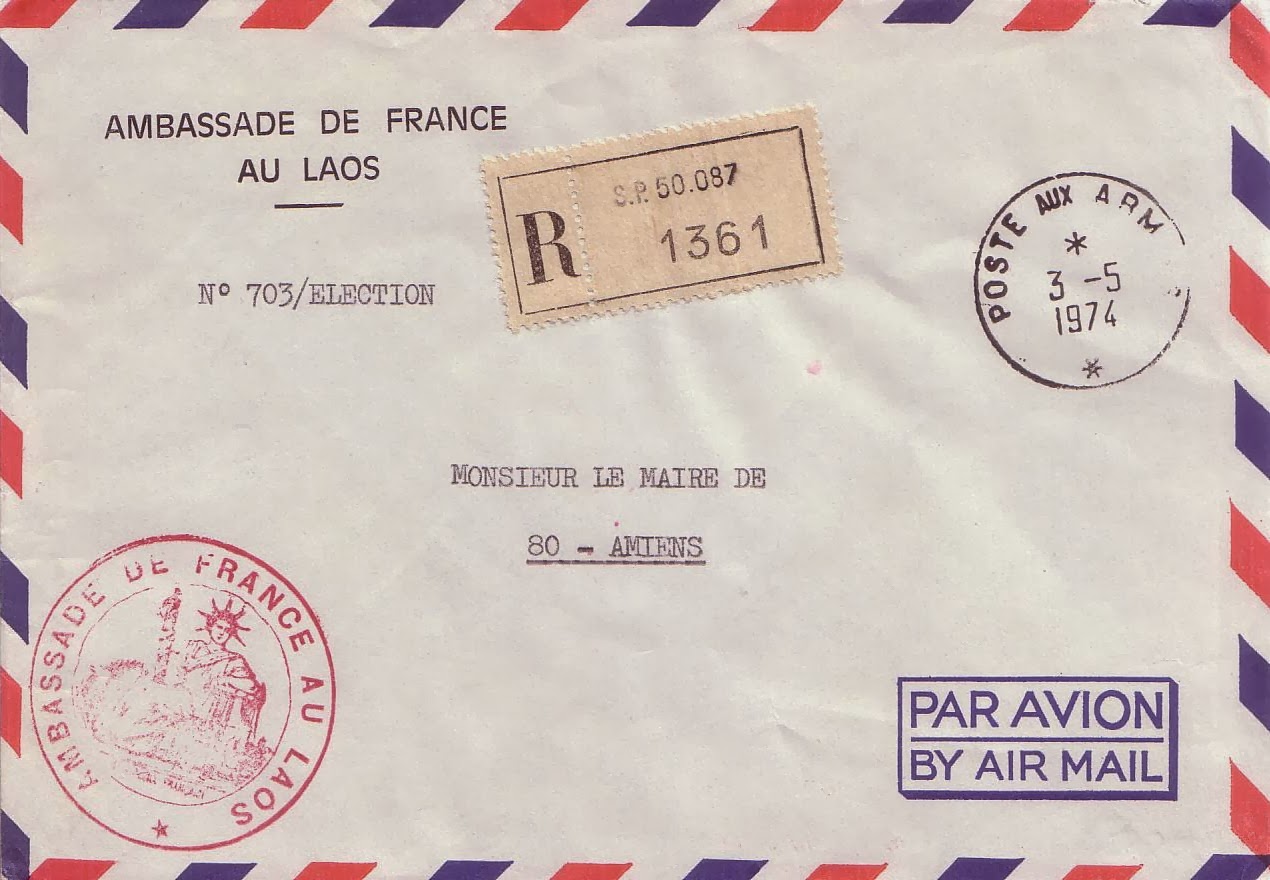 AMBASSADE DE FRANCE
AU LAOS
N° 703/ELECTION
R
S.P. 50.087
1361
POSTE AUX ARM
3 -5
1974
MONSIEUR LE MAIRE DE
80 - AMIENS
AMBASSADE DE FRANCE AU LAOS
PAR AVION
BY AIR MAIL